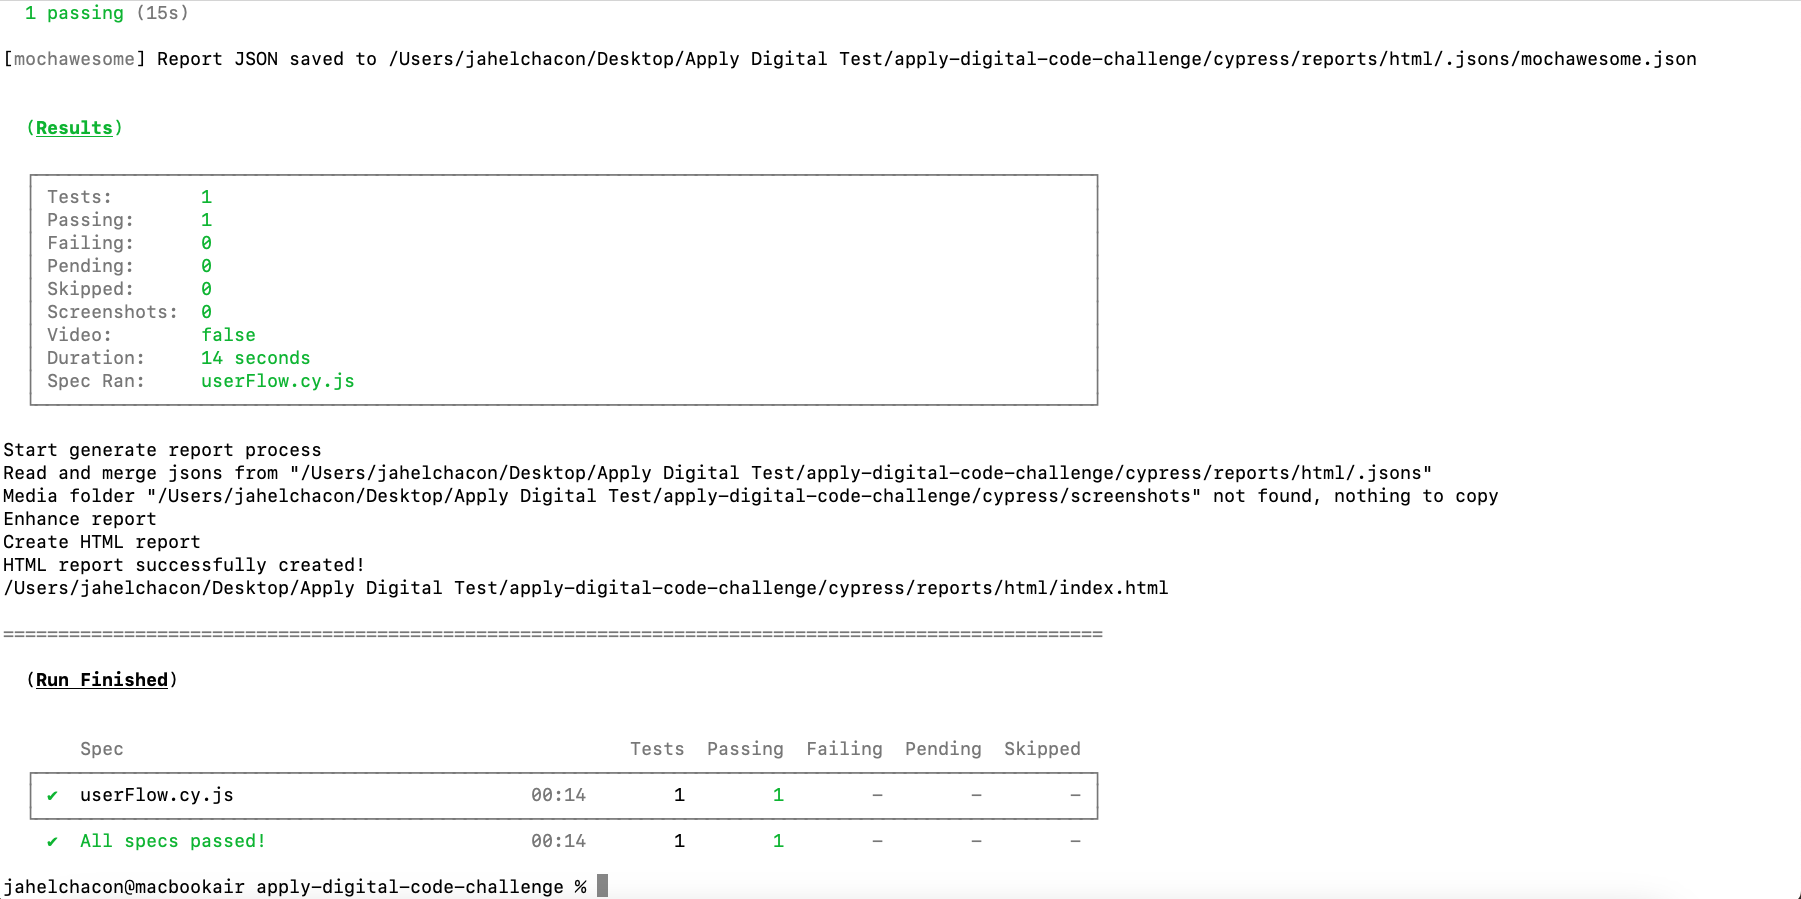 1 passing (15s)
[mochawesome] Report JSON saved to /Users/jahelchacon/Desktop/Apply Digital Test/apply-digital-code-challenge/cypress/reports/html/.jsons/mochawesome.json
(Results)
Tests: 1
Passing: 1
Failing: 0
Pending: 0
Skipped: 0
Screenshots: 0
Video: false
Duration: 14 seconds
Spec Ran: userFlow.cy.js
Start generate report process
Read and merge jsons from "/Users/jahelchacon/Desktop/Apply Digital Test/apply-digital-code-challenge/cypress/reports/html/.jsons"
Media folder "/Users/jahelchacon/Desktop/Apply Digital Test/apply-digital-code-challenge/cypress/screenshots" not found, nothing to copy
Enhance report
Create HTML report
HTML report successfully created!
/Users/jahelchacon/Desktop/Apply Digital Test/apply-digital-code-challenge/cypress/reports/html/index.html
====================================================================================================
(Run Finished)
Spec Tests Passing Failing Pending Skipped
✔ userFlow.cy.js 00:14 1 1 - - -
✔ All specs passed! 00:14 1 1 - - -
jahelchacon@macbookair apply-digital-code-challenge %